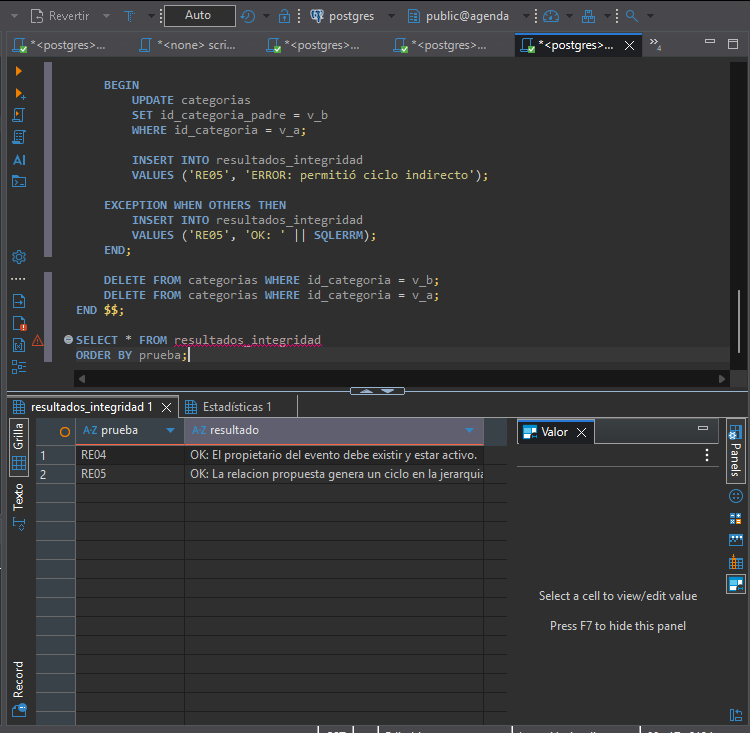 Revertir T Auto postgres public@agenda
*<postgres>... *<none> scri... *<postgres>... *<postgres>... *<postgres>... 4
BEGIN
UPDATE categorias
SET id_categoria_padre = v_b
WHERE id_categoria = v_a;
INSERT INTO resultados_integridad
VALUES ('RE05', 'ERROR: permitió ciclo indirecto');
EXCEPTION WHEN OTHERS THEN
INSERT INTO resultados_integridad
VALUES ('RE05', 'OK: ' || SQLERRM);
END;
DELETE FROM categorias WHERE id_categoria = v_b;
DELETE FROM categorias WHERE id_categoria = v_a;
END $$;
SELECT * FROM resultados_integridad
ORDER BY prueba;
AI
resultados_integridad 1 Estadísticas 1
Grilla
Texto
Record
A-Z prueba A-Z resultado
1 RE04 OK: El propietario del evento debe existir y estar activo.
2 RE05 OK: La relacion propuesta genera un ciclo en la jerarquia
Valor
Select a cell to view/edit value
Press F7 to hide this panel
Panels